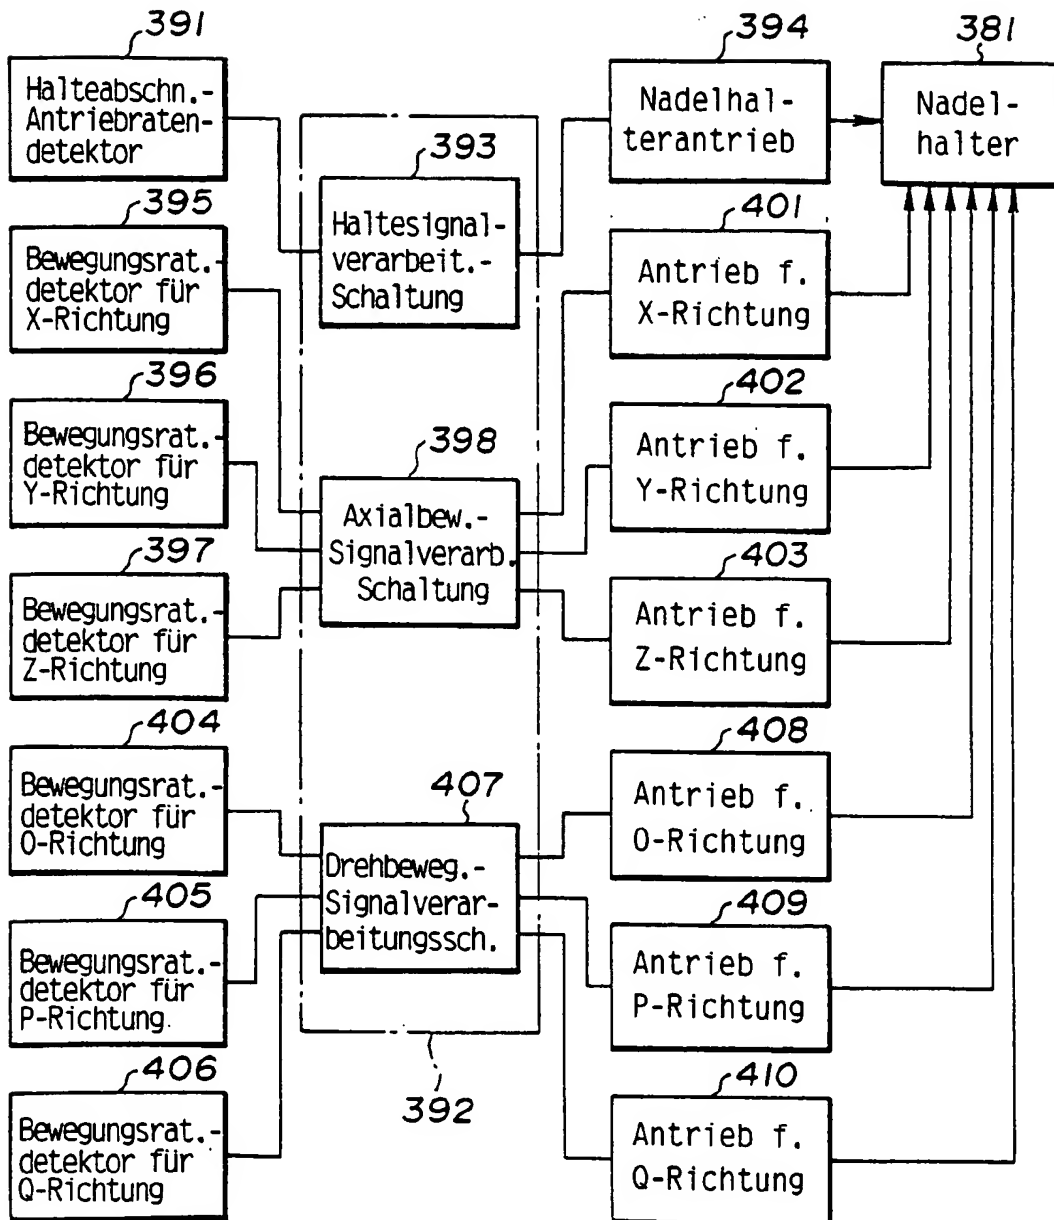 391
Halteabschn.-
Antriebraten-
detektor
393
Haltesignal-
verarbeit.-
Schaltung
394
Nadelhal-
terantrieb
381
Nadel-
halter
395
Bewegungsrat.-
detektor für
X-Richtung
401
Antrieb f.
X-Richtung
396
Bewegungsrat.-
detektor für
Y-Richtung
398
Axialbew.-
Signalverarb.
Schaltung
402
Antrieb f.
Y-Richtung
397
Bewegungsrat.-
detektor für
Z-Richtung
403
Antrieb f.
Z-Richtung
404
Bewegungsrat.-
detektor für
O-Richtung
407
Drehbeweg.-
Signalverar-
beitungssch.
408
Antrieb f.
O-Richtung
405
Bewegungsrat.-
detektor für
P-Richtung
409
Antrieb f.
P-Richtung
406
Bewegungsrat.-
detektor für
Q-Richtung
392
410
Antrieb f.
Q-Richtung